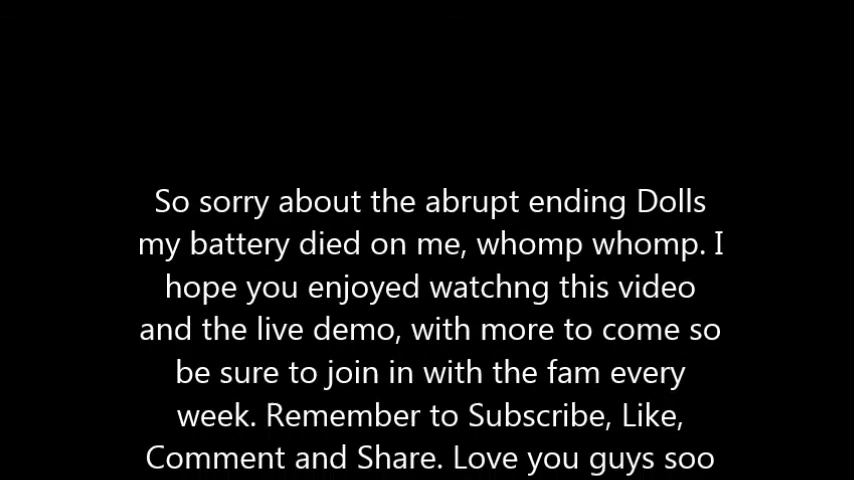 So sorry about the abrupt ending Dolls
my battery died on me, whomp whomp. I
hope you enjoyed watchng this video
and the live demo, with more to come so
be sure to join in with the fam every
week. Remember to Subscribe, Like,
Comment and Share. Love you guys soo